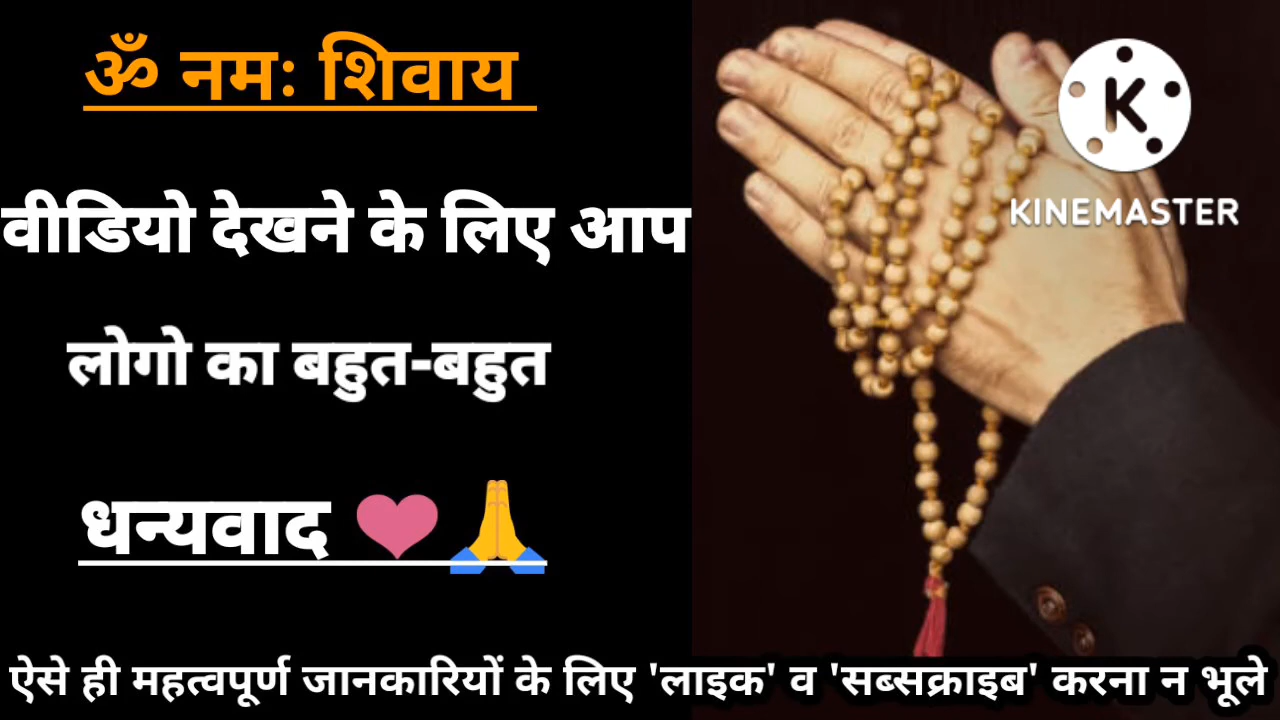 ॐ नमः शिवाय
वीडियो देखने के लिए आप
लोगो का बहुत-बहुत
धन्यवाद ❤🙏
K
KINEMASTER
ऐसे ही महत्वपूर्ण जानकारियों के लिए 'लाइक' व 'सब्सक्राइब' करना न भूले